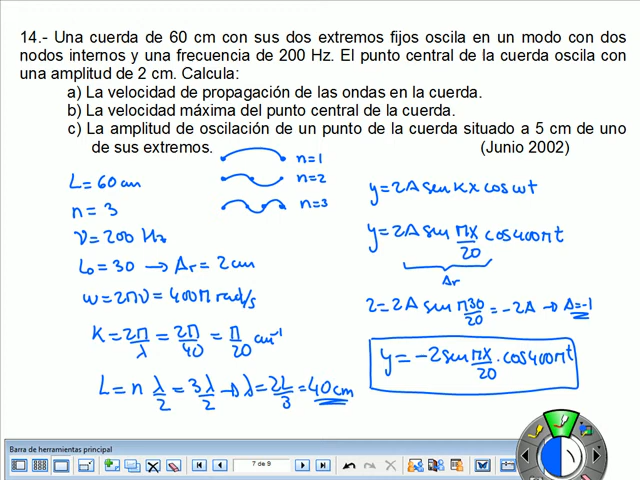 14.- Una cuerda de 60 cm con sus dos extremos fijos oscila en un modo con dos
nodos internos y una frecuencia de 200 Hz. El punto central de la cuerda oscila
con una amplitud de 2 cm. Calcula:
a) La velocidad de propagación de las ondas en la cuerda.
b) La velocidad máxima del punto central de la cuerda.
c) La amplitud de oscilación de un punto de la cuerda situado a 5 cm de uno
de sus extremos. (Junio 2002)
n=1
n=2
n=3
L=60cm
n=3
ν=200 Hz
L₀=30 → Ar=2cm
ω=2πν=400π rad/s
K=2π/λ=2π/40=π/20 cm⁻¹
L=n λ/2=3λ/2→λ=2L/3=40cm
y=2A sen Kx cos ωt
y=2A sen πx/20 cos 400πt
Ar
2=2A sen π30/20=-2A → A=-1
y=-2 sen πx/20 · cos 400πt
Barra de herramientas principal
7 de 9